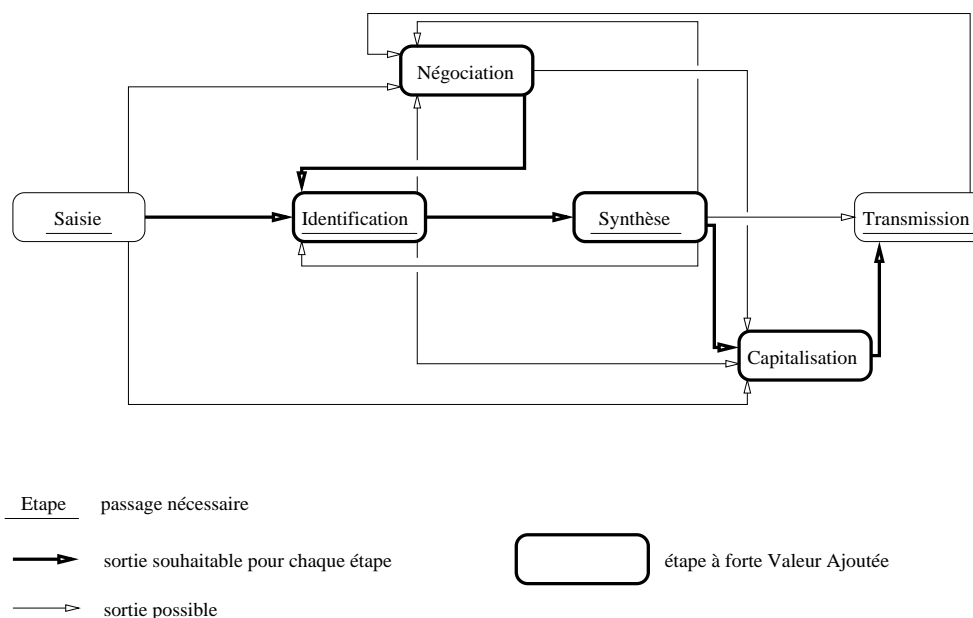 Négociation
Saisie
Identification
Synthèse
Transmission
Capitalisation
Etape passage nécessaire
sortie souhaitable pour chaque étape
étape à forte Valeur Ajoutée
sortie possible